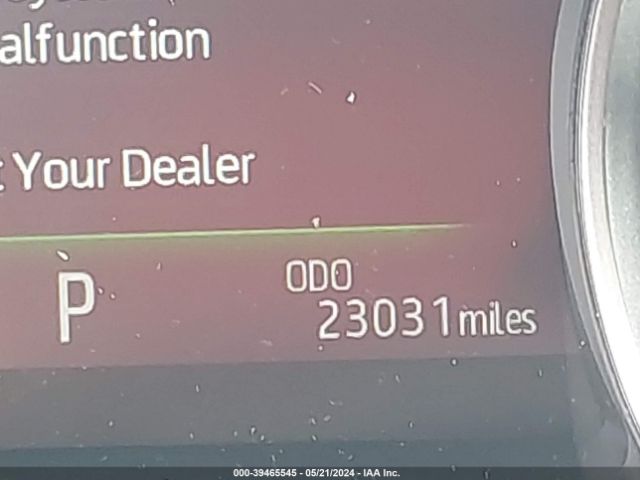 alfunction
Your Dealer
P
ODO
23031 miles
000-39465545 - 05/21/2024 - IAA Inc.